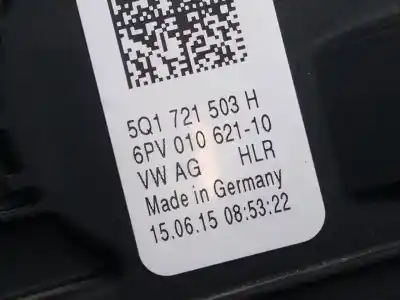 5Q1 721 503 H
6PV 010 621-10
VW AG HLR
Made in Germany
15.06.15 08:53:22